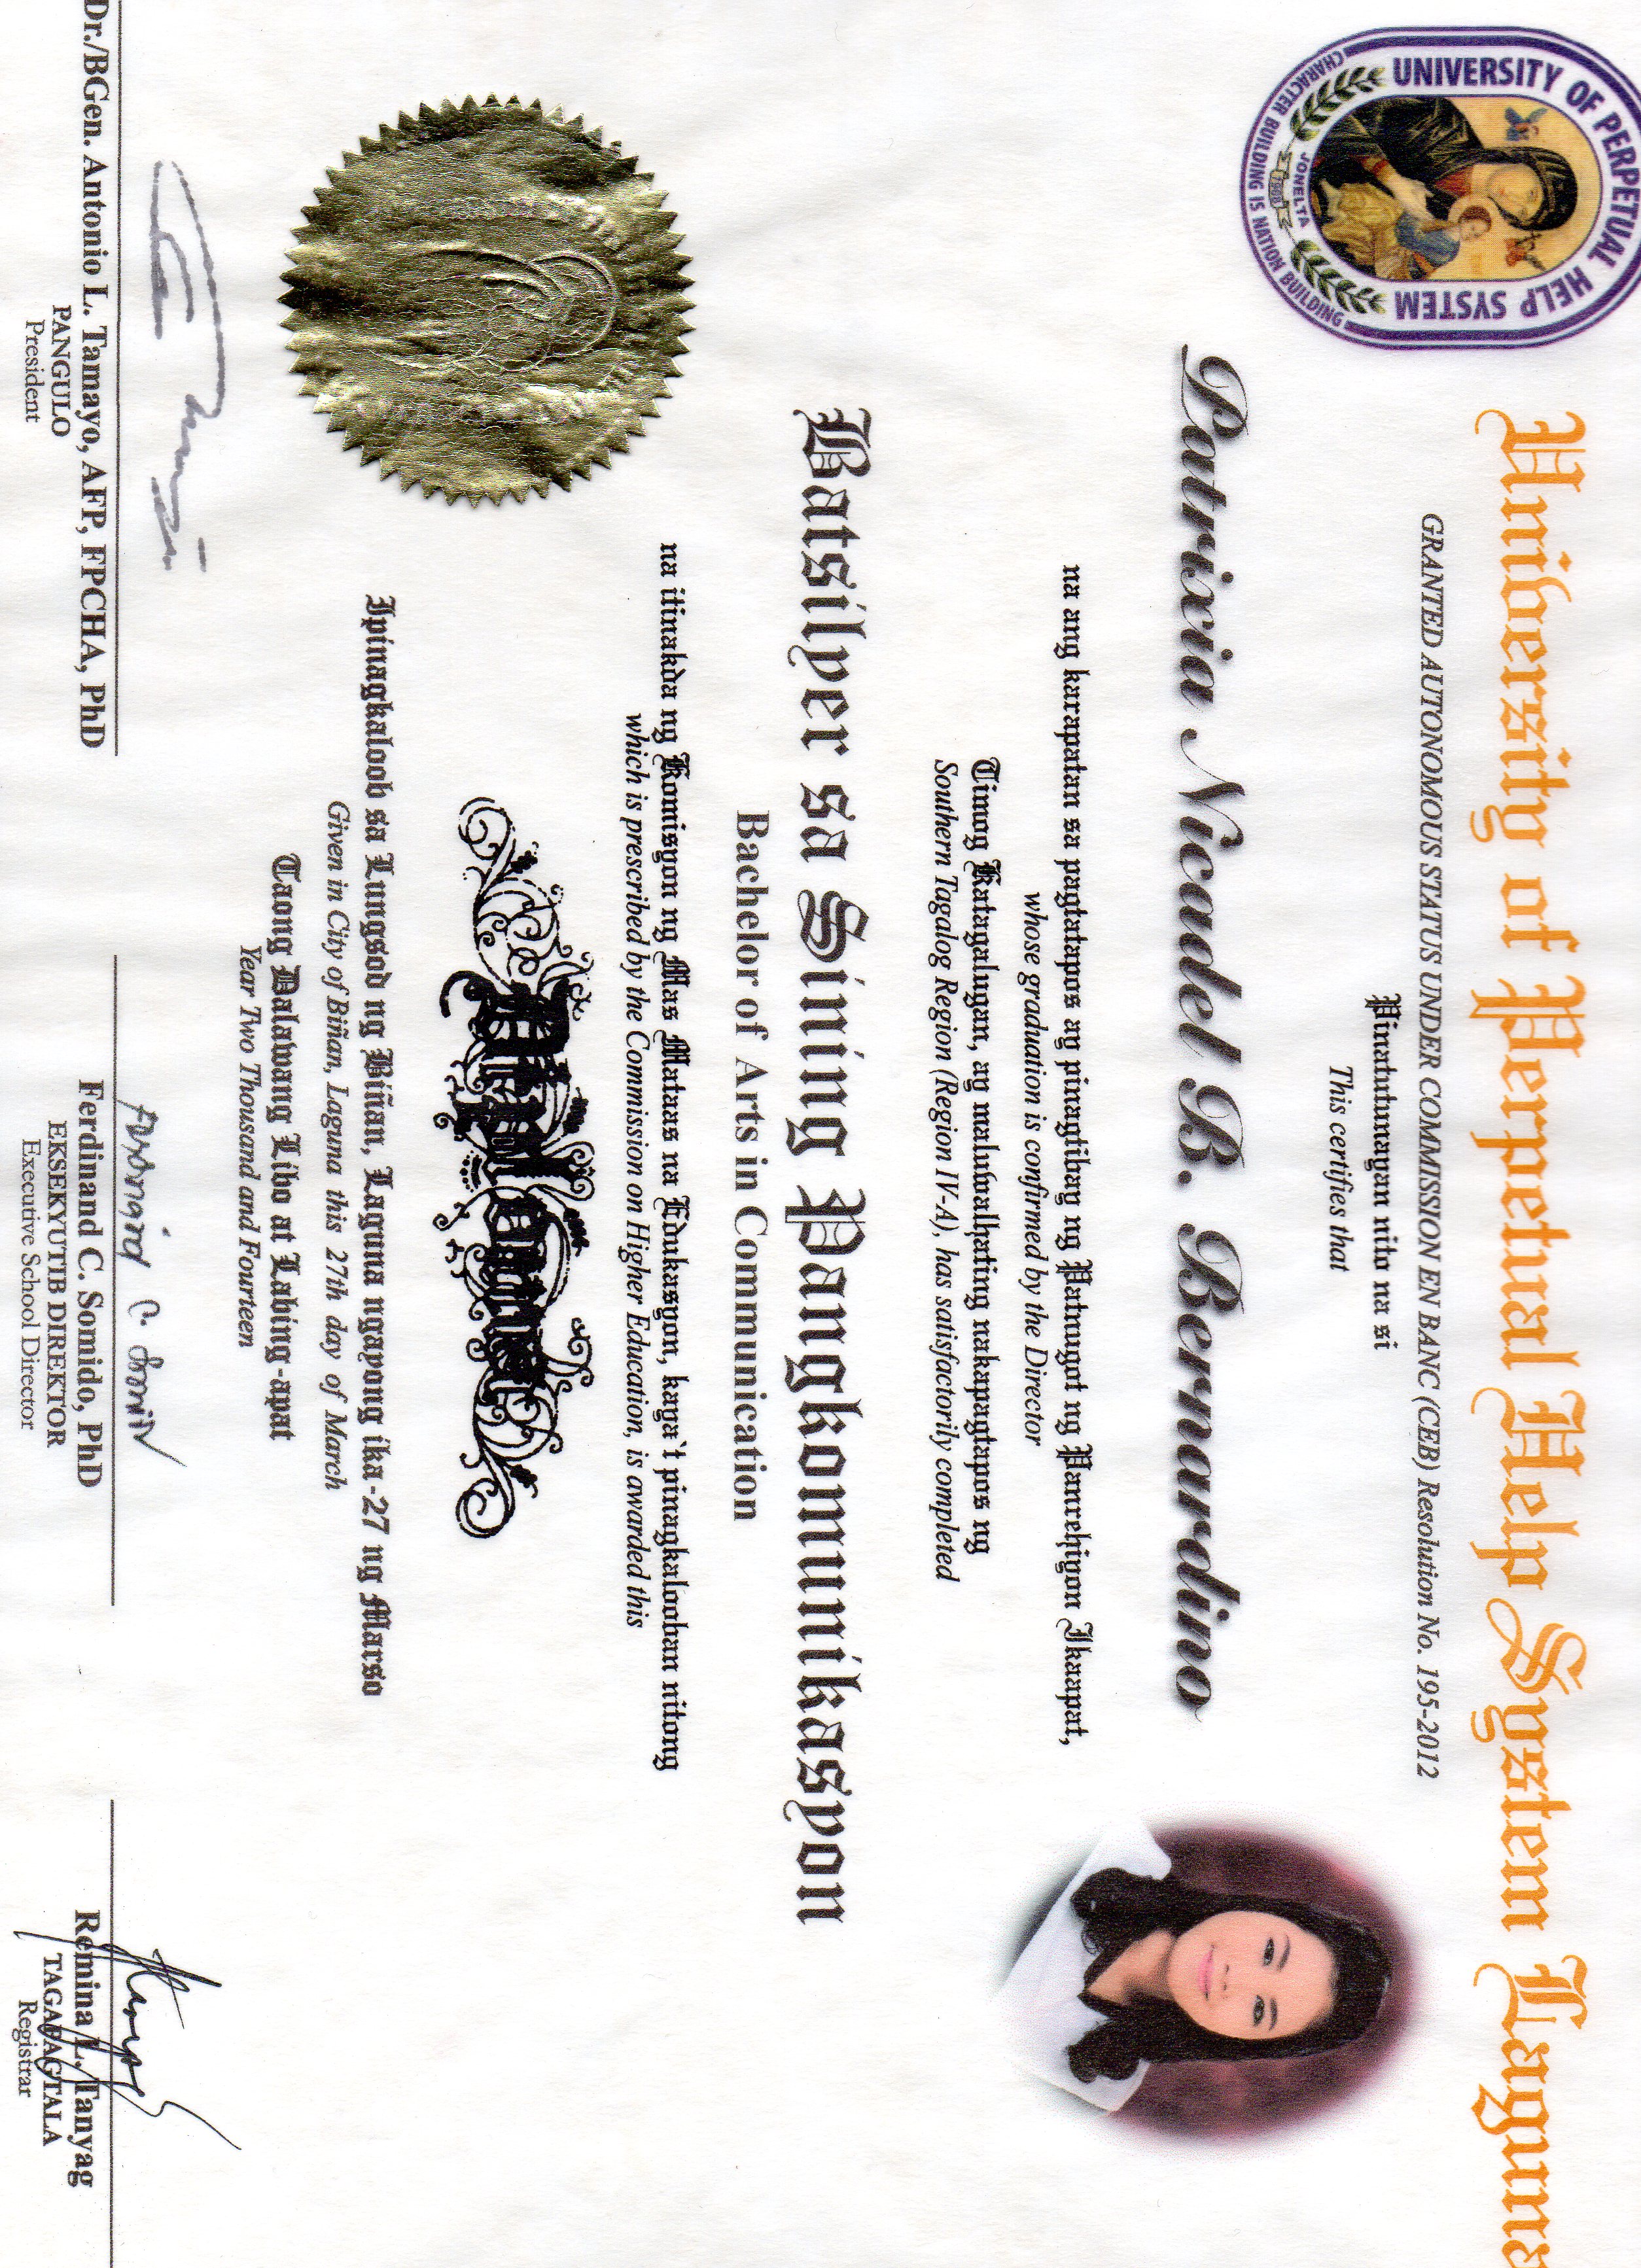 UNIVERSITY OF PERPETUAL HELP SYSTEM
JONELTA
1968
CHARACTER BUILDING IS NATION BUILDING
University of Perpetual Help System Laguna
GRANTED AUTONOMOUS STATUS UNDER COMMISSION EN BANC (CEB) Resolution No. 195-2012
Pinatutunayan nito na si
This certifies that
Patrixia Nicadel B. Bernardino
na ang karapatan sa pagtatapos ay pinagtibay ng Patnugot ng Panrehiyon Ikaapat,
whose graduation is confirmed by the Director
Timog Katagalugan, ay maluwalhating nakapagtapos ng
Southern Tagalog Region (Region IV-A), has satisfactorily completed
Batsilyer sa Sining Pangkomunikasyon
Bachelor of Arts in Communication
na itinakda ng Komisyon ng Mas Mataas na Edukasyon, kaya`t pinagkalooban nitong
which is prescribed by the Commission on Higher Education, is awarded this
Diploma
Ipinagkaloob sa Lungsod ng Biñan, Laguna ngayong ika-27 ng Marso
Given in City of Biñan, Laguna this 27th day of March
Taong Dalawang Libo at Labing-apat
Year Two Thousand and Fourteen
Ferdinand C. Somido
Dr./BGen. Antonio L. Tamayo, AFP, FPCHA, PhD
PANGULO
President
Ferdinand C. Somido, PhD
EKSEKYUTIB DIREKTOR
Executive School Director
Remina L. Tanyag
TAGAPAGTALA
Registrar